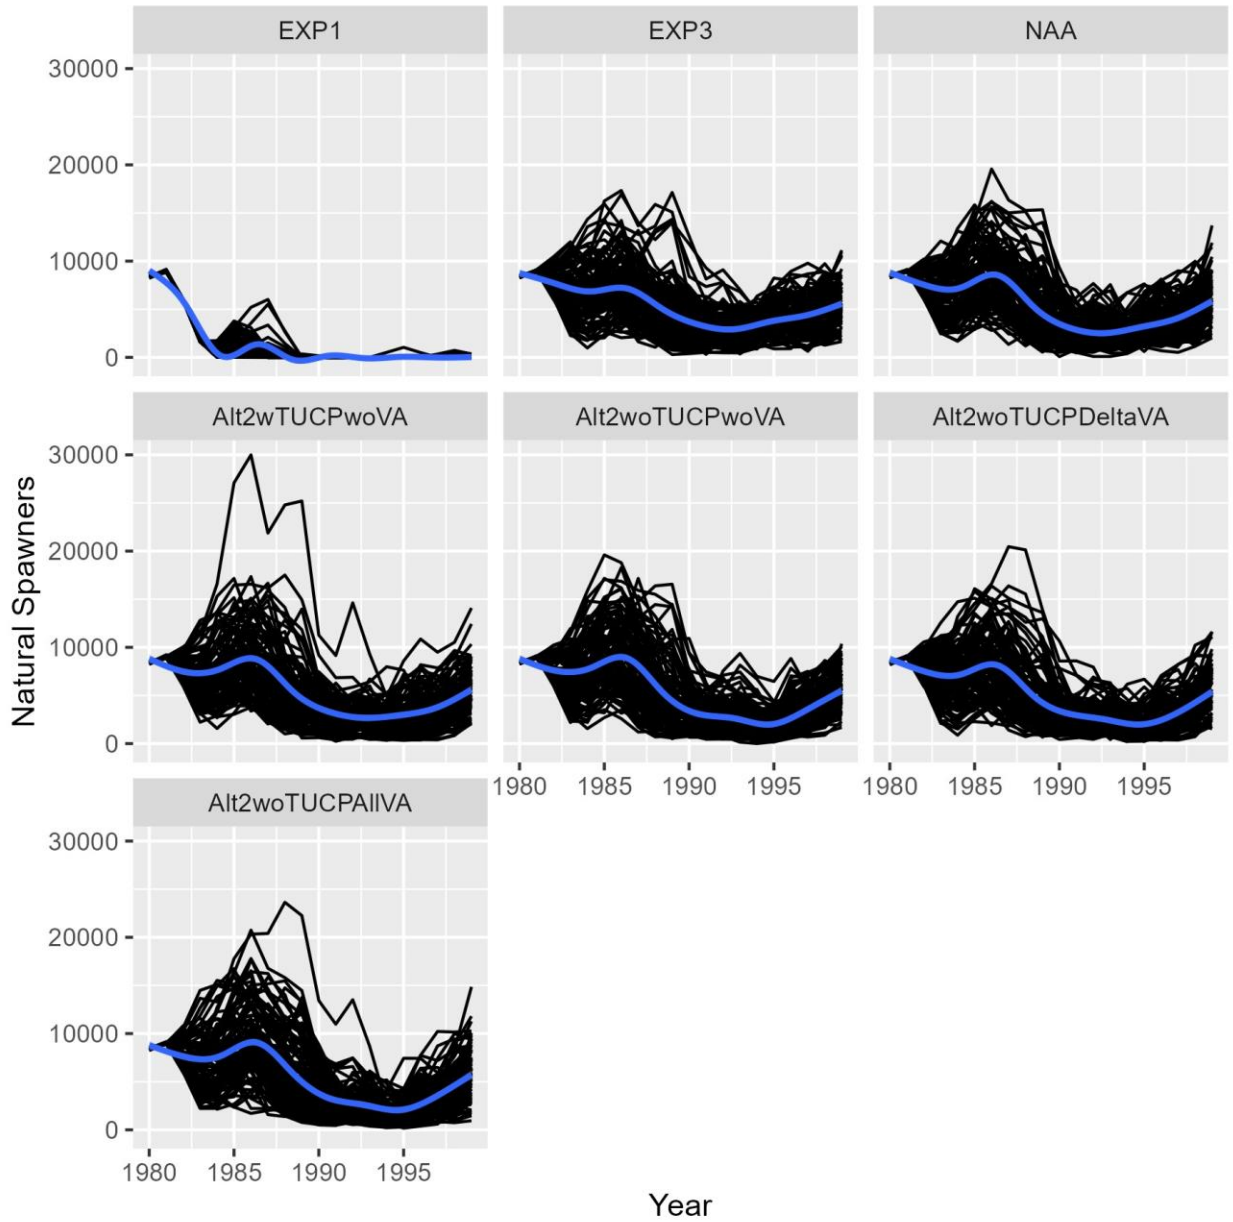 EXP1
EXP3
NAA
30000
20000
10000
0
Alt2wTUCPwoVA
Alt2woTUCPwoVA
Alt2woTUCPDeltaVA
30000
20000
10000
0
1980 1985 1990 1995
1980 1985 1990 1995
Alt2woTUCPAllVA
30000
20000
10000
0
1980 1985 1990 1995
Natural Spawners
Year